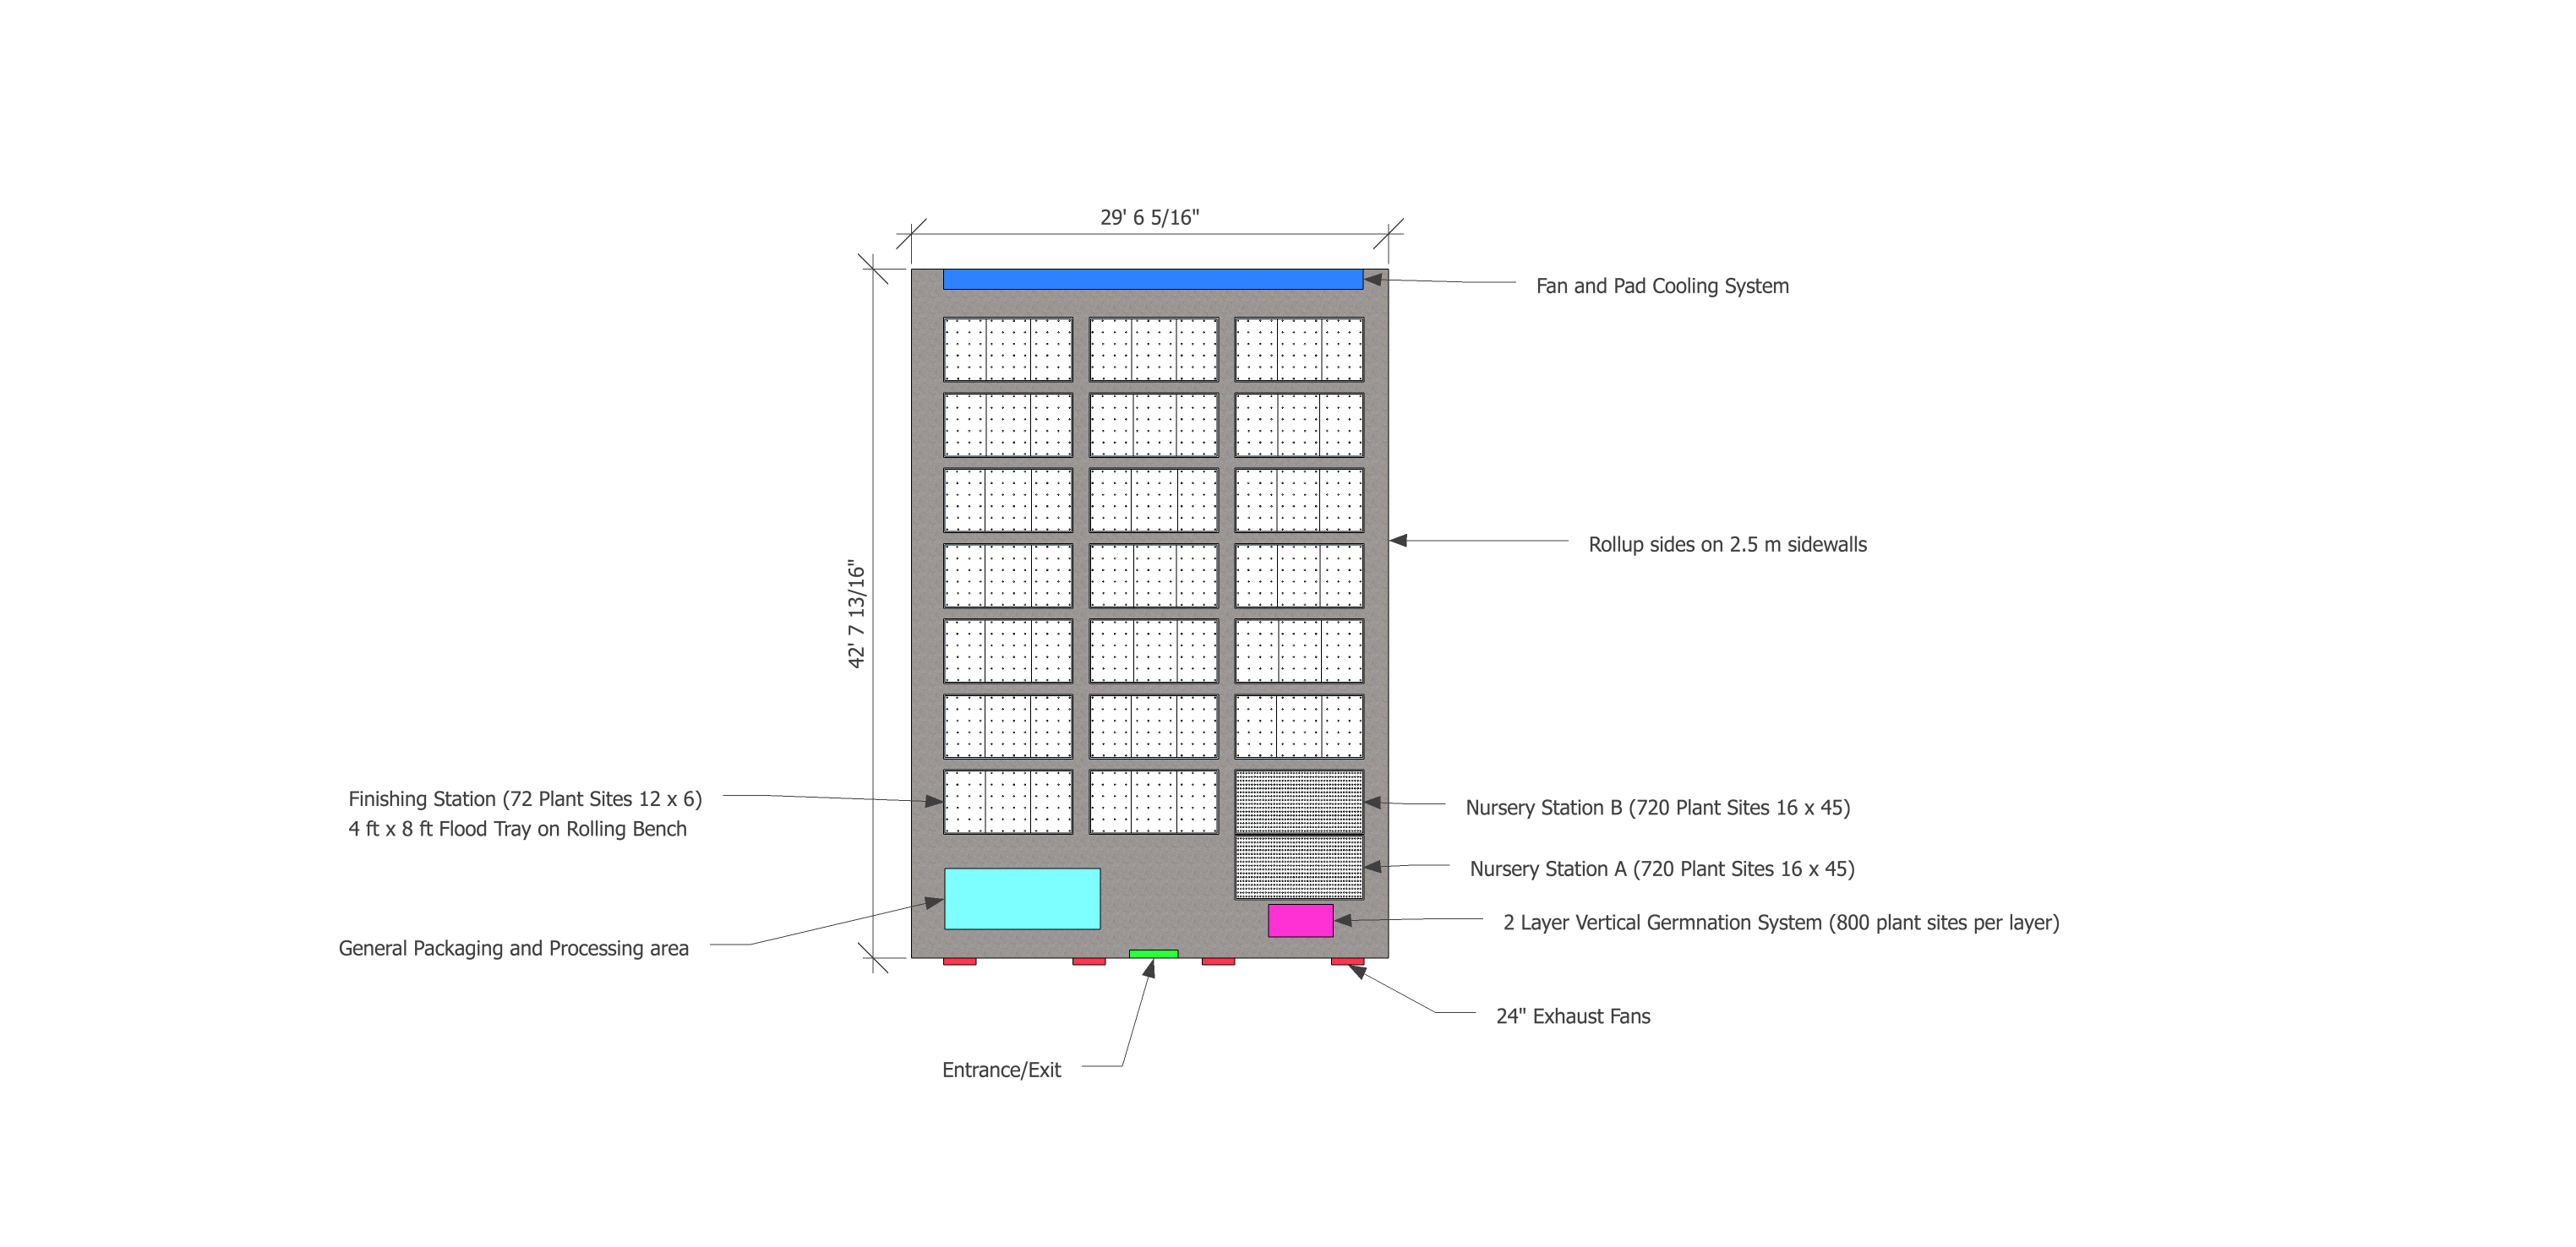 29' 6 5/16"
Fan and Pad Cooling System
Rollup sides on 2.5 m sidewalls
42' 7 13/16"
Finishing Station (72 Plant Sites 12 x 6)
4 ft x 8 ft Flood Tray on Rolling Bench
Nursery Station B (720 Plant Sites 16 x 45)
Nursery Station A (720 Plant Sites 16 x 45)
2 Layer Vertical Germnation System (800 plant sites per layer)
General Packaging and Processing area
24" Exhaust Fans
Entrance/Exit